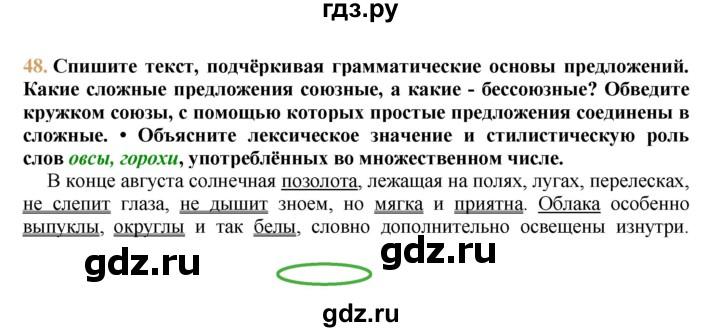 гдз.ру
48. Спишите текст, подчёркивая грамматические основы предложений.
Какие сложные предложения союзные, а какие - бессоюзные? Обведите
кружком союзы, с помощью которых простые предложения соединены в
сложные. • Объясните лексическое значение и стилистическую роль
слов овсы, горохи, употреблённых во множественном числе.
В конце августа солнечная позолота, лежащая на полях, лугах, перелесках,
не слепит глаза, не дышит зноем, но мягка и приятна. Облака особенно
выпуклы, округлы и так белы, словно дополнительно освещены изнутри.
gdz.ru gdz.ru
gdz.ru